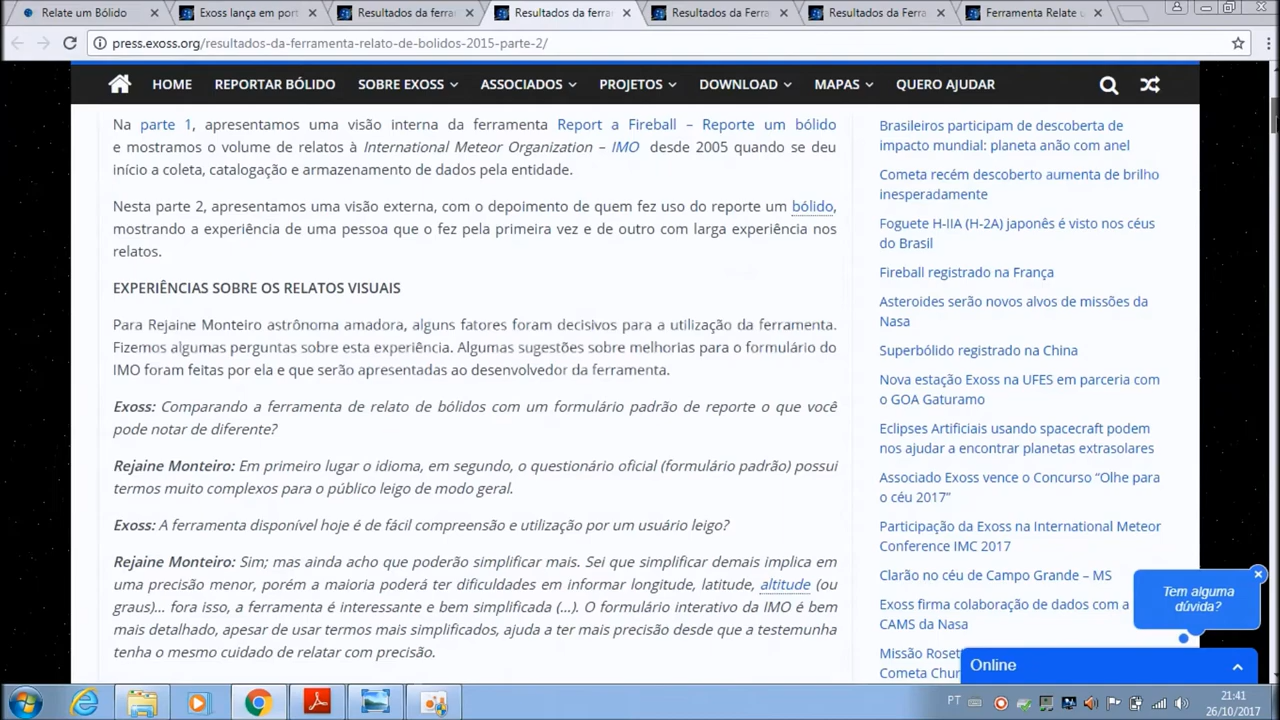 Relate um Bólido
Exoss lança em port
Resultados da ferra
Resultados da ferra
Resultados da Ferra
Resultados da Ferra
Ferramenta Relate u
press.exoss.org/resultados-da-ferramenta-relato-de-bolidos-2015-parte-2/
HOME REPORTAR BÓLIDO SOBRE EXOSS ASSOCIADOS PROJETOS DOWNLOAD MAPAS QUERO AJUDAR
Na parte 1, apresentamos uma visão interna da ferramenta Report a Fireball – Reporte um bólido
e mostramos o volume de relatos à International Meteor Organization – IMO desde 2005 quando se deu
início a coleta, catalogação e armazenamento de dados pela entidade.
Nesta parte 2, apresentamos uma visão externa, com o depoimento de quem fez uso do reporte um bólido,
mostrando a experiência de uma pessoa que o fez pela primeira vez e de outro com larga experiência nos
relatos.
EXPERIÊNCIAS SOBRE OS RELATOS VISUAIS
Para Rejaine Monteiro astrônoma amadora, alguns fatores foram decisivos para a utilização da ferramenta.
Fizemos algumas perguntas sobre esta experiência. Algumas sugestões sobre melhorias para o formulário do
IMO foram feitas por ela e que serão apresentadas ao desenvolvedor da ferramenta.
Exoss: Comparando a ferramenta de relato de bólidos com um formulário padrão de reporte o que você
pode notar de diferente?
Rejaine Monteiro: Em primeiro lugar o idioma, em segundo, o questionário oficial (formulário padrão) possui
termos muito complexos para o público leigo de modo geral.
Exoss: A ferramenta disponível hoje é de fácil compreensão e utilização por um usuário leigo?
Rejaine Monteiro: Sim; mas ainda acho que poderão simplificar mais. Sei que simplificar demais implica em
uma precisão menor, porém a maioria poderá ter dificuldades em informar longitude, latitude, altitude (ou
graus)... fora isso, a ferramenta é interessante e bem simplificada (...). O formulário interativo da IMO é bem
mais detalhado, apesar de usar termos mais simplificados, ajuda a ter mais precisão desde que a testemunha
tenha o mesmo cuidado de relatar com precisão.
Brasileiros participam de descoberta de
impacto mundial: planeta anão com anel
Cometa recém descoberto aumenta de brilho
inesperadamente
Foguete H-IIA (H-2A) japonês é visto nos céus
do Brasil
Fireball registrado na França
Asteroides serão novos alvos de missões da
Nasa
Superbólido registrado na China
Nova estação Exoss na UFES em parceria com
o GOA Gaturamo
Eclipses Artificiais usando spacecraft podem
nos ajudar a encontrar planetas extrasolares
Associado Exoss vence o Concurso “Olhe para
o céu 2017”
Participação da Exoss na International Meteor
Conference IMC 2017
Clarão no céu de Campo Grande – MS
Exoss firma colaboração de dados com a
CAMS da Nasa
Missão Rosett
Cometa Chur
Tem alguma
dúvida?
Online
PT
21:41
26/10/2017